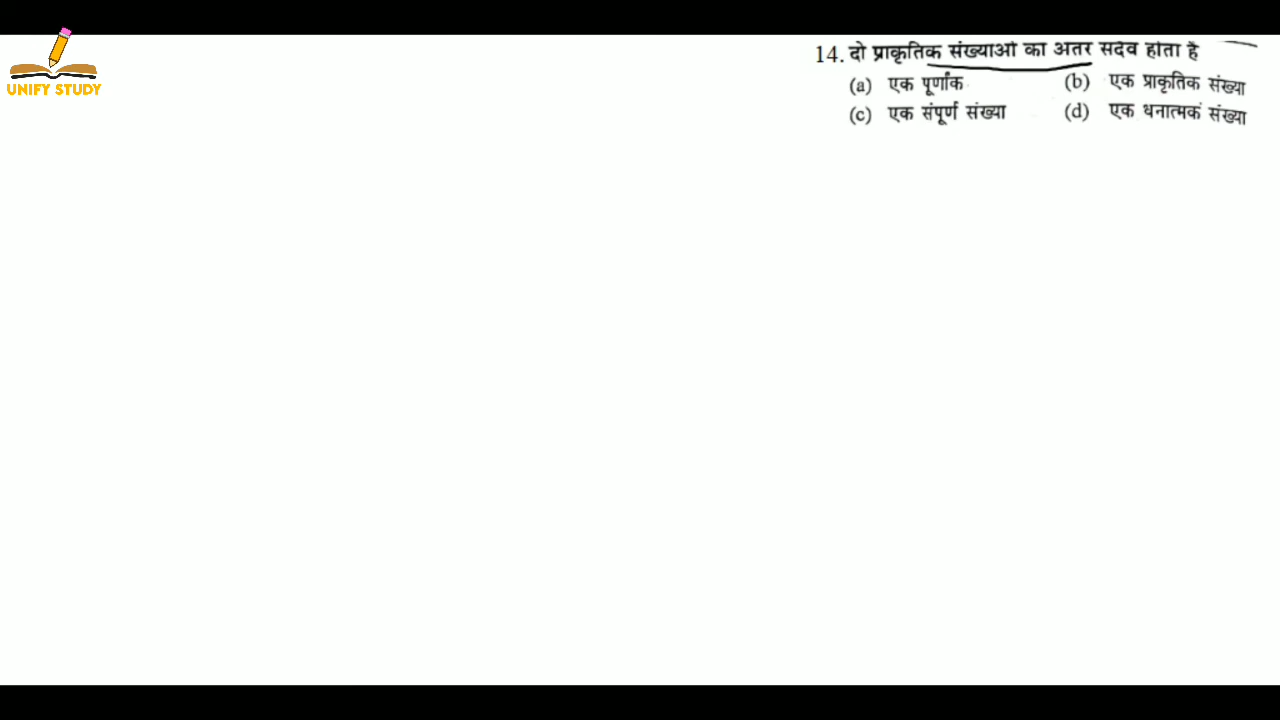 UNIFY STUDY
14. दो प्राकृतिक संख्याओं का अंतर सदैव होता है
(a) एक पूर्णांक (b) एक प्राकृतिक संख्या
(c) एक संपूर्ण संख्या (d) एक धनात्मक संख्या